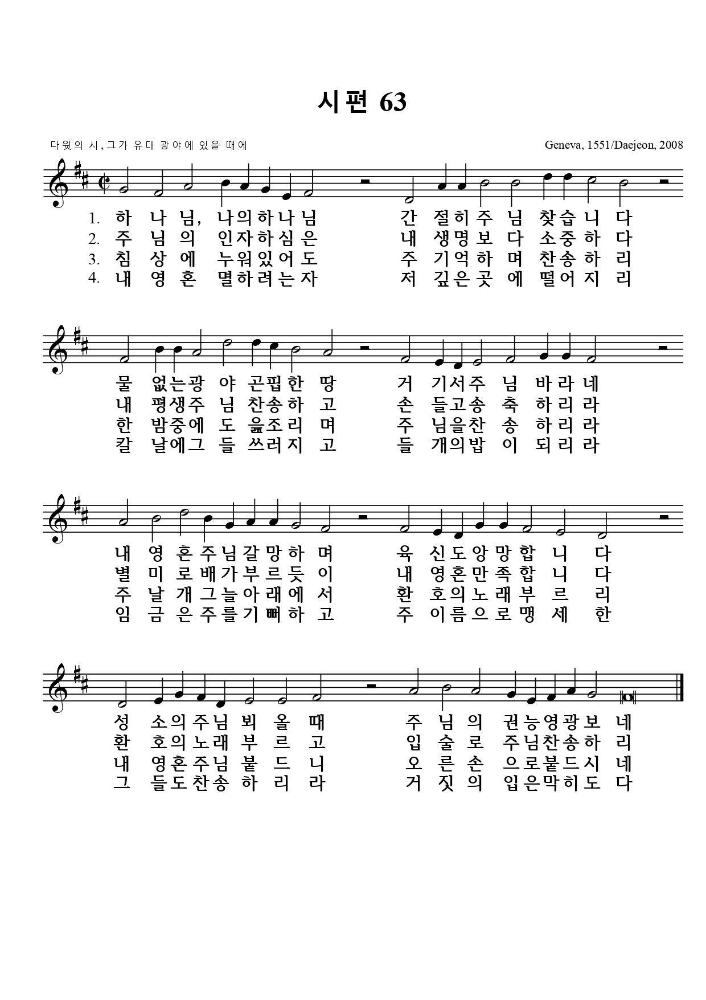 시편 63
다윗의 시, 그가 유대 광야에 있을 때에
Geneva, 1551/Daejeon, 2008
1. 하 나 님, 나의하나님 간 절히주 님 찾습니 다
2. 주 님 의 인자하심은 내 생명보 다 소중하 다
3. 침 상 에 누워있어도 주 기억하 며 찬송하 리
4. 내 영 혼 멸하려는자 저 깊은곳 에 떨어지 리
물 없는광 야 곤핍한 땅 거 기서주 님 바라네
내 평생주 님 찬송하 고 손 들고송 축 하리라
한 밤중에 도 읊조리 며 주 님을찬 송 하리라
칼 날에그 들 쓰러지 고 들 개의밥 이 되리라
내 영 혼 주님갈망하 며 육 신도앙망합 니 다
별 미 로 배가부르듯 이 내 영혼만족합 니 다
주 날 개 그늘아래에 서 환 호의노래부 르 리
임 금 은 주를기뻐하 고 주 이름으로맹 세 한
성 소의주님 뵈 올 때 주 님 의 권능영광보 네
환 호의노래 부 르 고 입 술 로 주님찬송하 리
내 영혼주님 붙 드 니 오 른 손 으로붙드시 네
그 들도찬송 하 리 라 거 짓 의 입은막히도 다